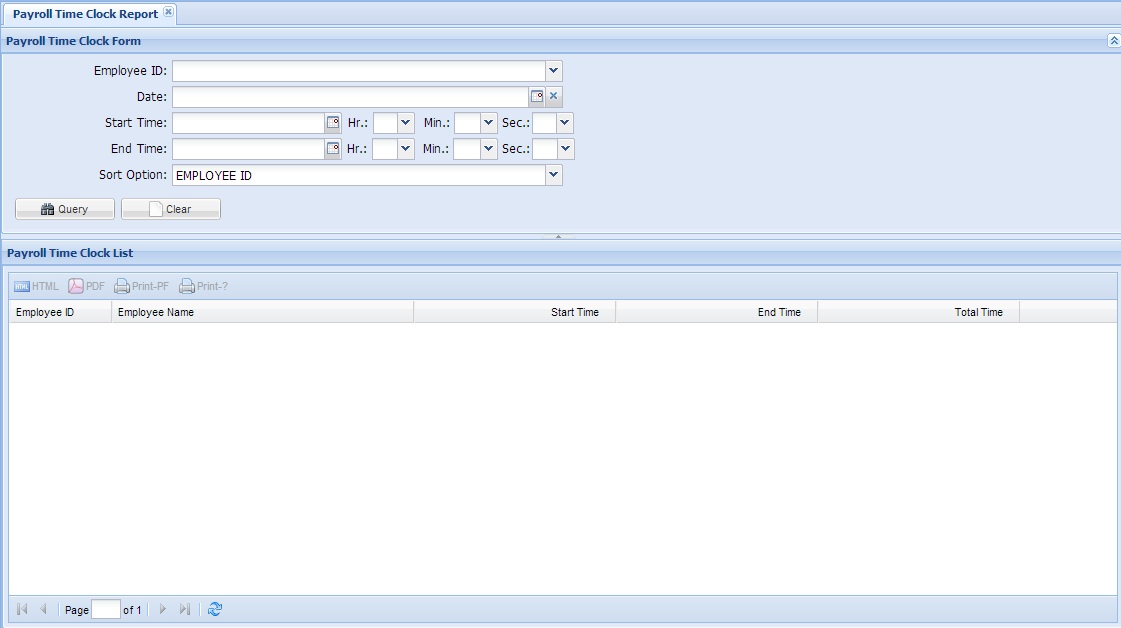 Payroll Time Clock Report
Payroll Time Clock Form
Employee ID:
Date:
Start Time: Hr.: Min.: Sec.:
End Time: Hr.: Min.: Sec.:
Sort Option: EMPLOYEE ID
Query Clear
Payroll Time Clock List
HTML PDF Print-PF Print-?
Employee ID Employee Name Start Time End Time Total Time
Page of 1